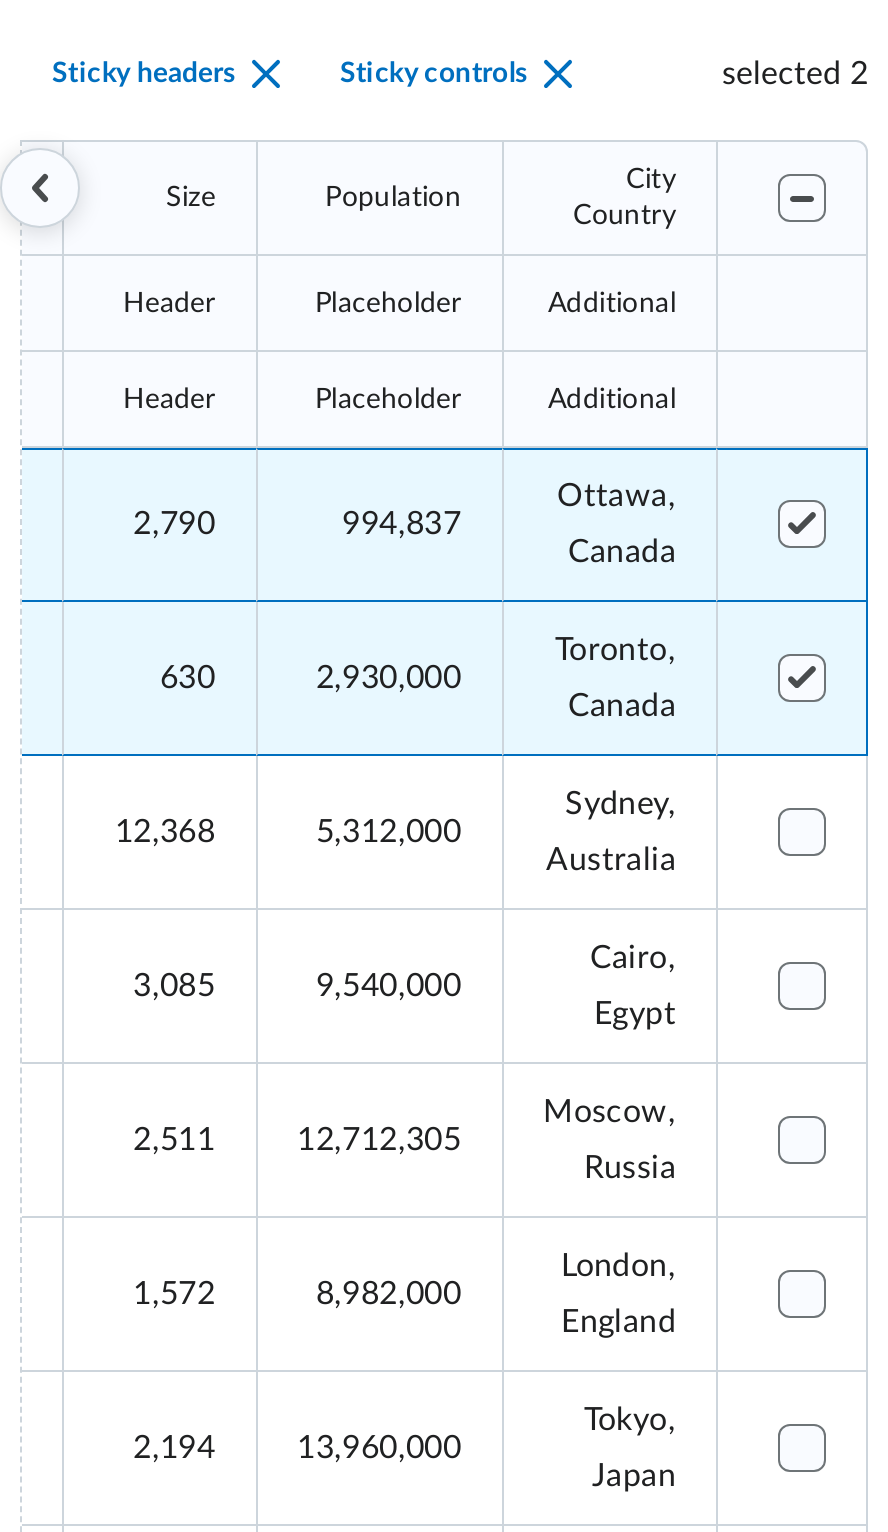 Sticky headers Sticky controls selected 2
Size Population City
Country
Header Placeholder Additional
Header Placeholder Additional
2,790 994,837 Ottawa,
Canada
630 2,930,000 Toronto,
Canada
12,368 5,312,000 Sydney,
Australia
3,085 9,540,000 Cairo,
Egypt
2,511 12,712,305 Moscow,
Russia
1,572 8,982,000 London,
England
2,194 13,960,000 Tokyo,
Japan